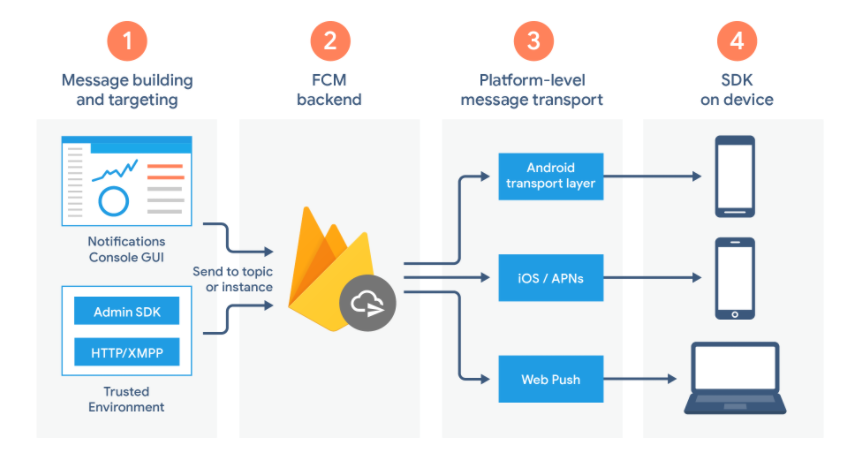 1
Message building
and targeting
2
FCM
backend
3
Platform-level
message transport
4
SDK
on device
Notifications
Console GUI
Send to topic
or instance
Admin SDK
HTTP/XMPP
Trusted
Environment
Android
transport layer
iOS / APNs
Web Push